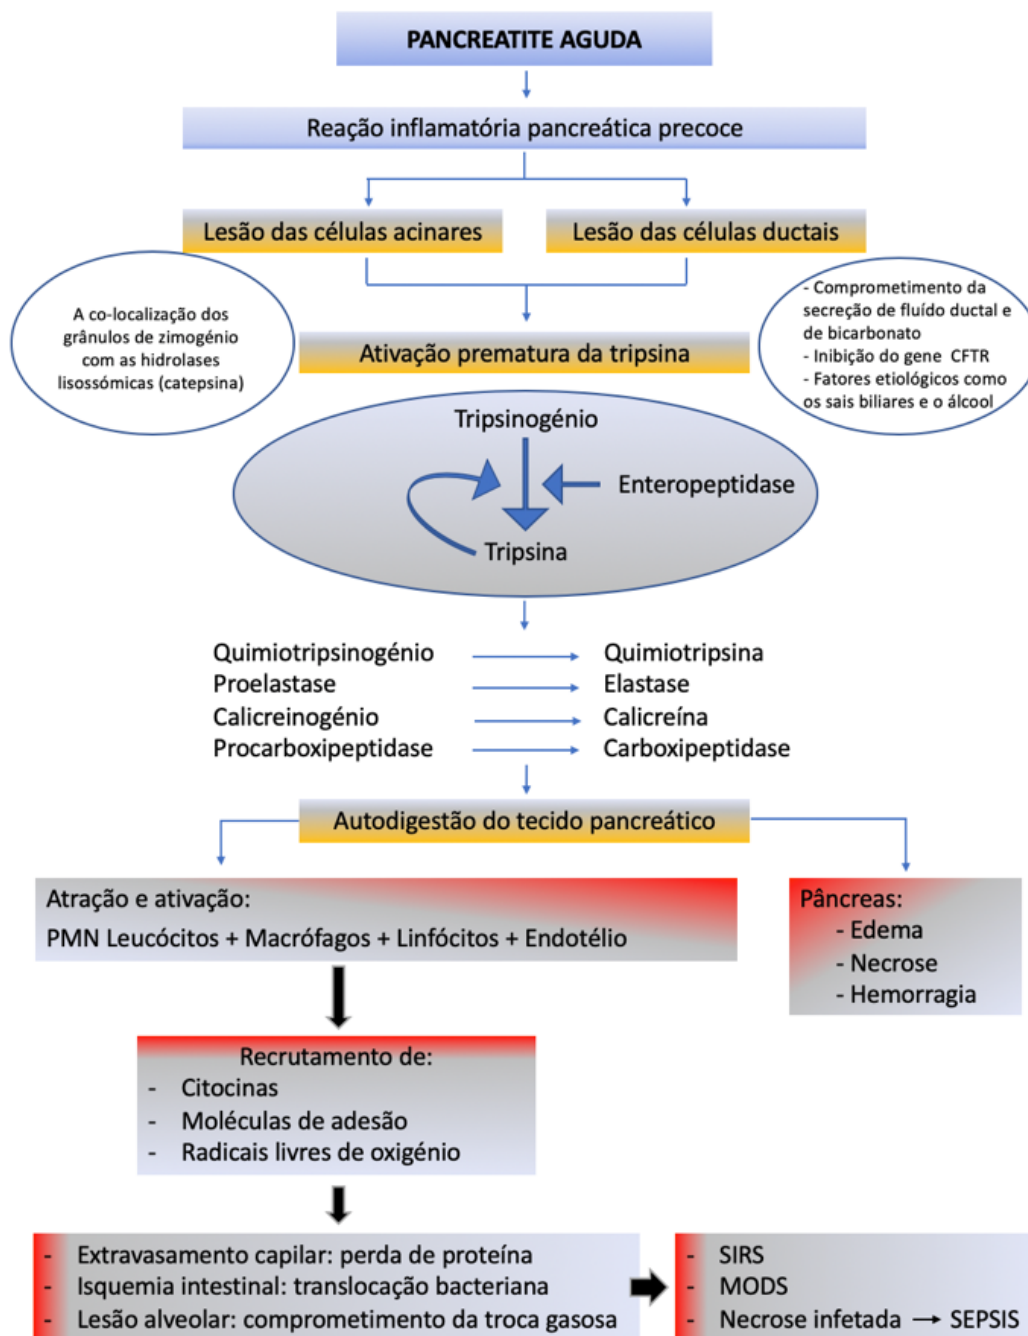 PANCREATITE AGUDA
Reação inflamatória pancreática precoce
Lesão das células acinares
Lesão das células ductais
A co-localização dos
grânulos de zimogénio
com as hidrolases
lisossómicas (catepsina)
- Comprometimento da
secreção de fluído ductal e
de bicarbonato
- Inibição do gene CFTR
- Fatores etiológicos como
os sais biliares e o álcool
Ativação prematura da tripsina
Tripsinogénio
Enteropeptidase
Tripsina
Quimiotripsinogénio → Quimiotripsina
Proelastase → Elastase
Calicreinogénio → Calicreína
Procarboxipeptidase → Carboxipeptidase
Autodigestão do tecido pancreático
Atração e ativação:
PMN Leucócitos + Macrófagos + Linfócitos + Endotélio
Pâncreas:
- Edema
- Necrose
- Hemorragia
Recrutamento de:
- Citocinas
- Moléculas de adesão
- Radicais livres de oxigénio
- Extravasamento capilar: perda de proteína
- Isquemia intestinal: translocação bacteriana
- Lesão alveolar: comprometimento da troca gasosa
- SIRS
- MODS
- Necrose infetada → SEPSIS